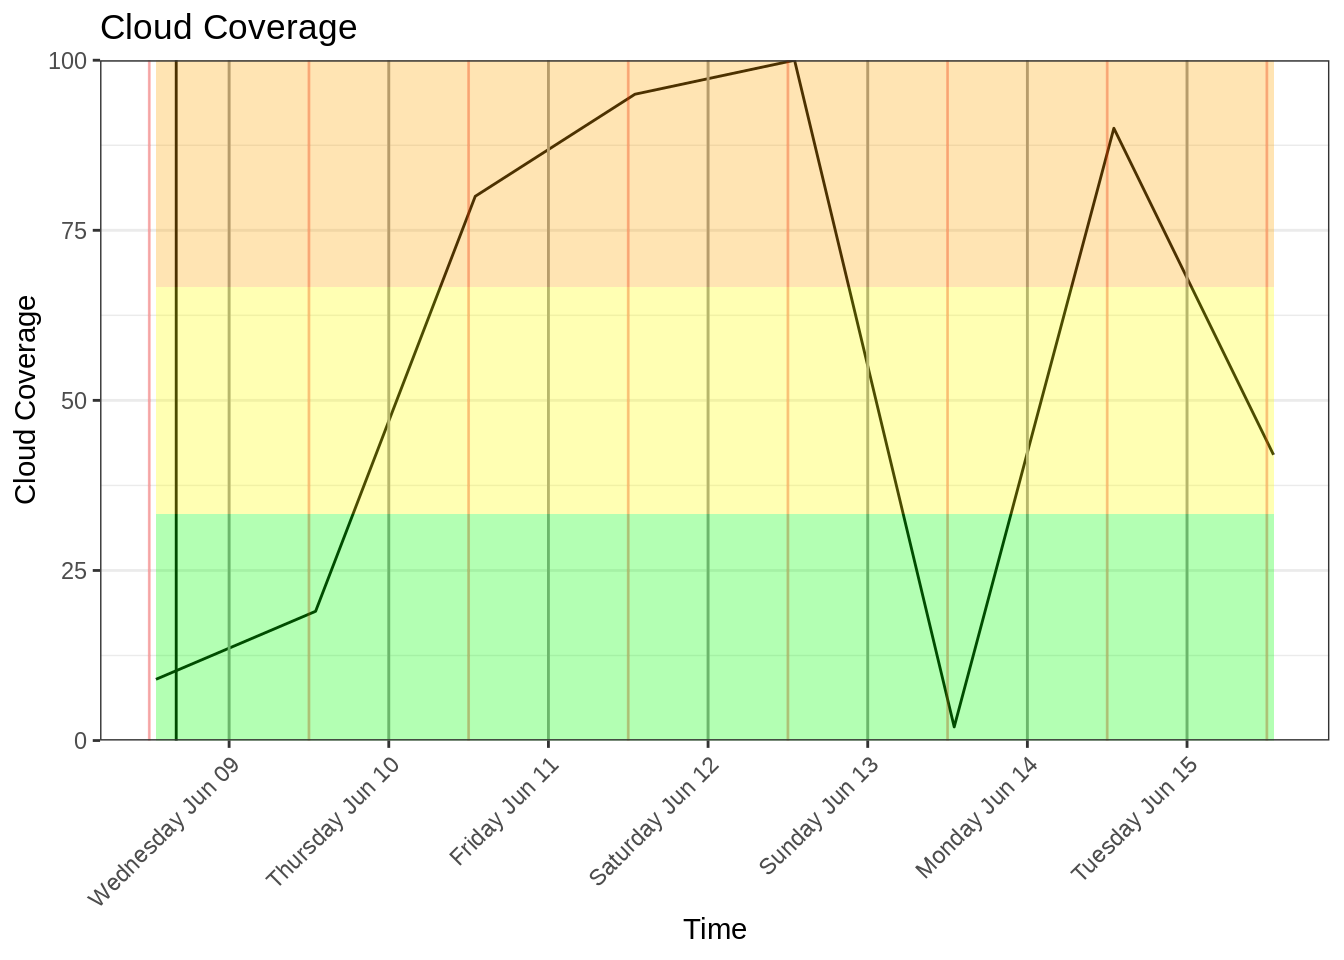 Cloud Coverage
100
75
50
25
0
Cloud Coverage
Wednesday Jun 09
Thursday Jun 10
Friday Jun 11
Saturday Jun 12
Sunday Jun 13
Monday Jun 14
Tuesday Jun 15
Time